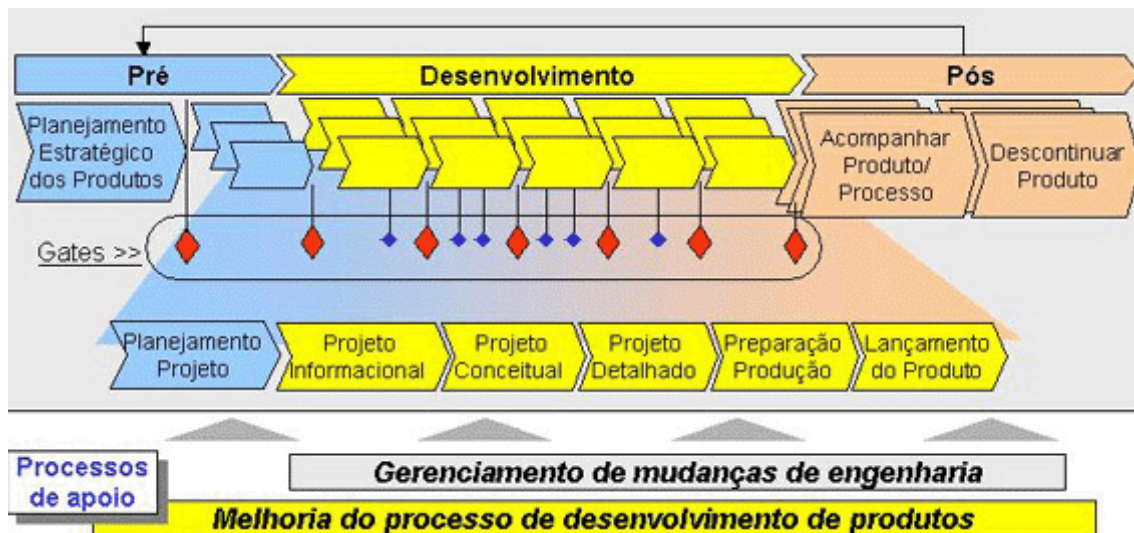 Pré
Desenvolvimento
Pós
Planejamento
Estratégico
dos Produtos
Acompanhar
Produto/
Processo
Descontinuar
Produto
Gates >>
Planejamento
Projeto
Projeto
Informacional
Projeto
Conceitual
Projeto
Detalhado
Preparação
Produção
Lançamento
do Produto
Processos
de apoio
Gerenciamento de mudanças de engenharia
Melhoria do processo de desenvolvimento de produtos